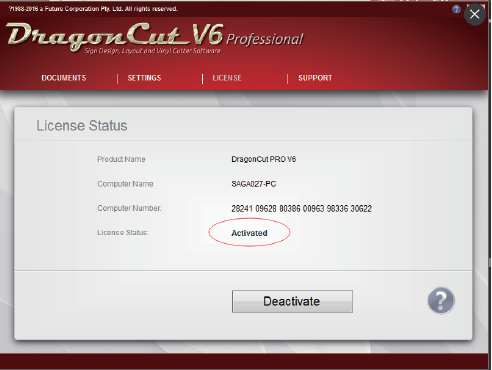 ?1988-2016 a Future Corporation Pty. Ltd. All rights reserved.
DragonCut V6 Professional
Sign Design, Layout and Vinyl Cutter Software
DOCUMENTS SETTINGS LICENSE SUPPORT
License Status
Product Name DragonCut PRO V6
Computer Name SAGA027-PC
Computer Number: 28241 09628 80386 00963 98336 30622
License Status: Activated
Deactivate